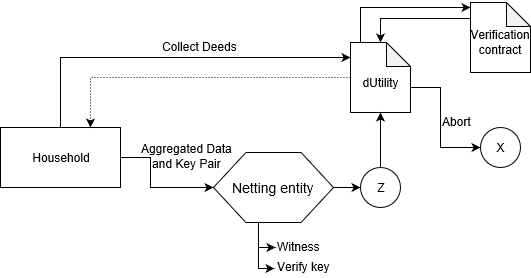 Verification
contract
Collect Deeds
dUtility
Abort
Aggregated Data
and Key Pair
Household
X
Netting entity
Z
Witness
Verify key